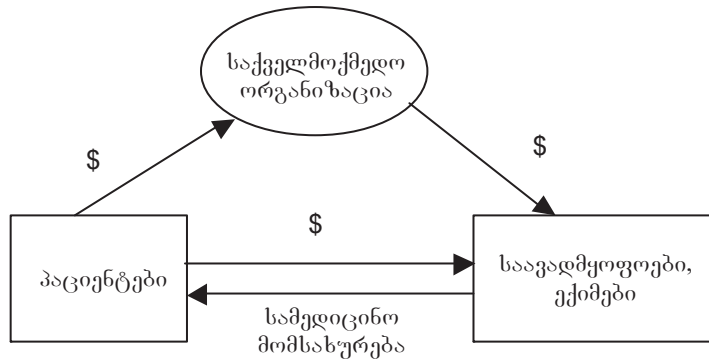 საქველმოქმედო
ორგანიზაცია
$
$
$
პაციენტები
საავადმყოფოები,
ექიმები
სამედიცინო
მომსახურება